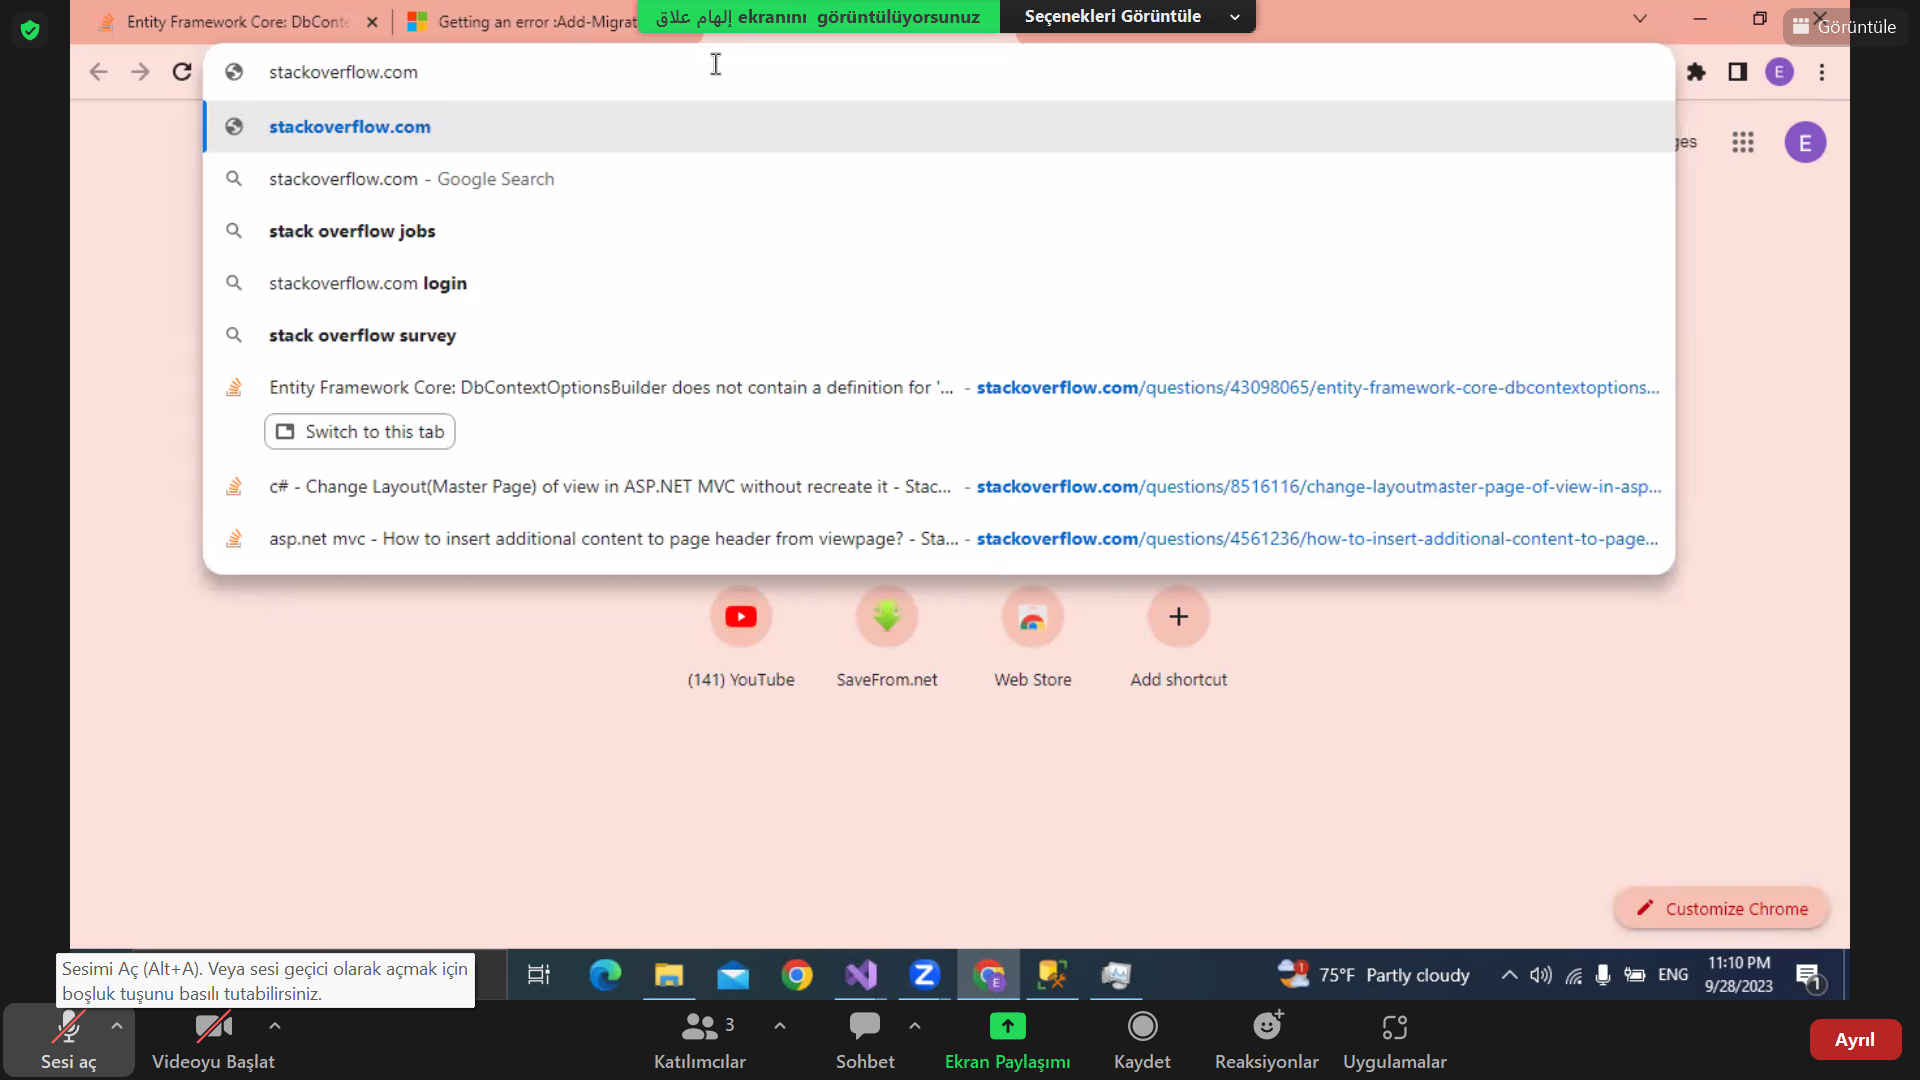 Entity Framework Core: DbConte
Getting an error :Add-Migrat
إلهام علاق ekranını görüntülüyorsunuz
Seçenekleri Görüntüle
Görüntüle
stackoverflow.com
E
stackoverflow.com
ges
E
stackoverflow.com - Google Search
stack overflow jobs
stackoverflow.com login
stack overflow survey
Entity Framework Core: DbContextOptionsBuilder does not contain a definition for '... - stackoverflow.com/questions/43098065/entity-framework-core-dbcontextoptions...
Switch to this tab
c# - Change Layout(Master Page) of view in ASP.NET MVC without recreate it - Stac... - stackoverflow.com/questions/8516116/change-layoutmaster-page-of-view-in-asp...
asp.net mvc - How to insert additional content to page header from viewpage? - Sta... - stackoverflow.com/questions/4561236/how-to-insert-additional-content-to-page...
(141) YouTube
SaveFrom.net
Web Store
Add shortcut
Customize Chrome
Sesimi Aç (Alt+A). Veya sesi geçici olarak açmak için
boşluk tuşunu basılı tutabilirsiniz.
75°F Partly cloudy
ENG
11:10 PM
9/28/2023
1
Sesi aç
Videoyu Başlat
3
Katılımcılar
Sohbet
Ekran Paylaşımı
Kaydet
Reaksiyonlar
Uygulamalar
Ayrıl